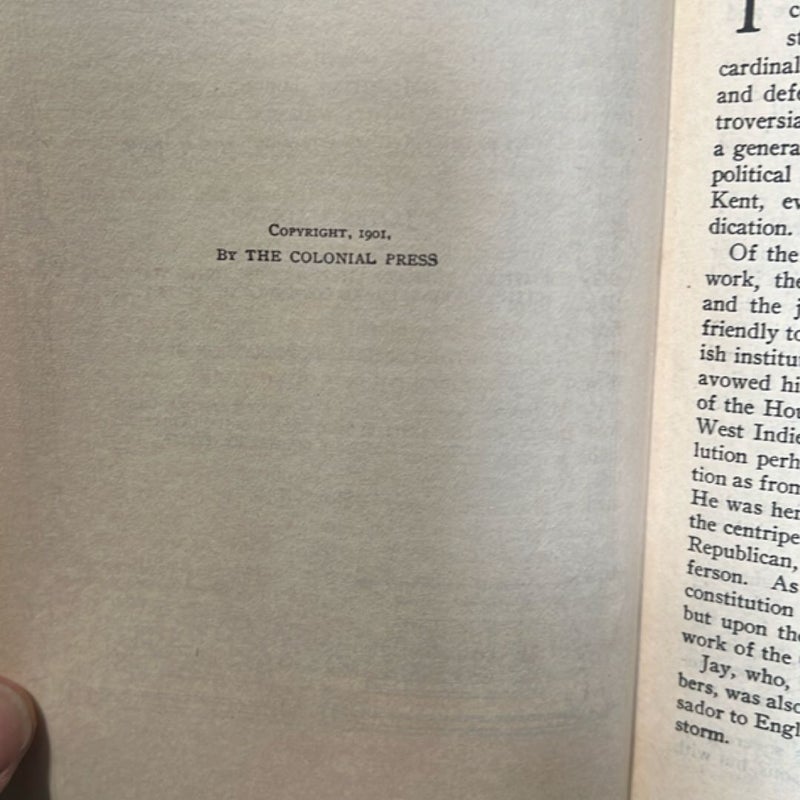 COPYRIGHT, 1901,
BY THE COLONIAL PRESS
T
c
st
cardinal
and defe
troversia
a genera
political
Kent, ev
dication.
Of the
work, the
and the j
friendly to
ish institu
avowed hi
of the Hou
West Indie
lution perh
tion as from
He was her
the centripe
Republican,
ferson. As
constitution
but upon the
work of the
Jay, who,
bers, was also
sador to Engl
storm.